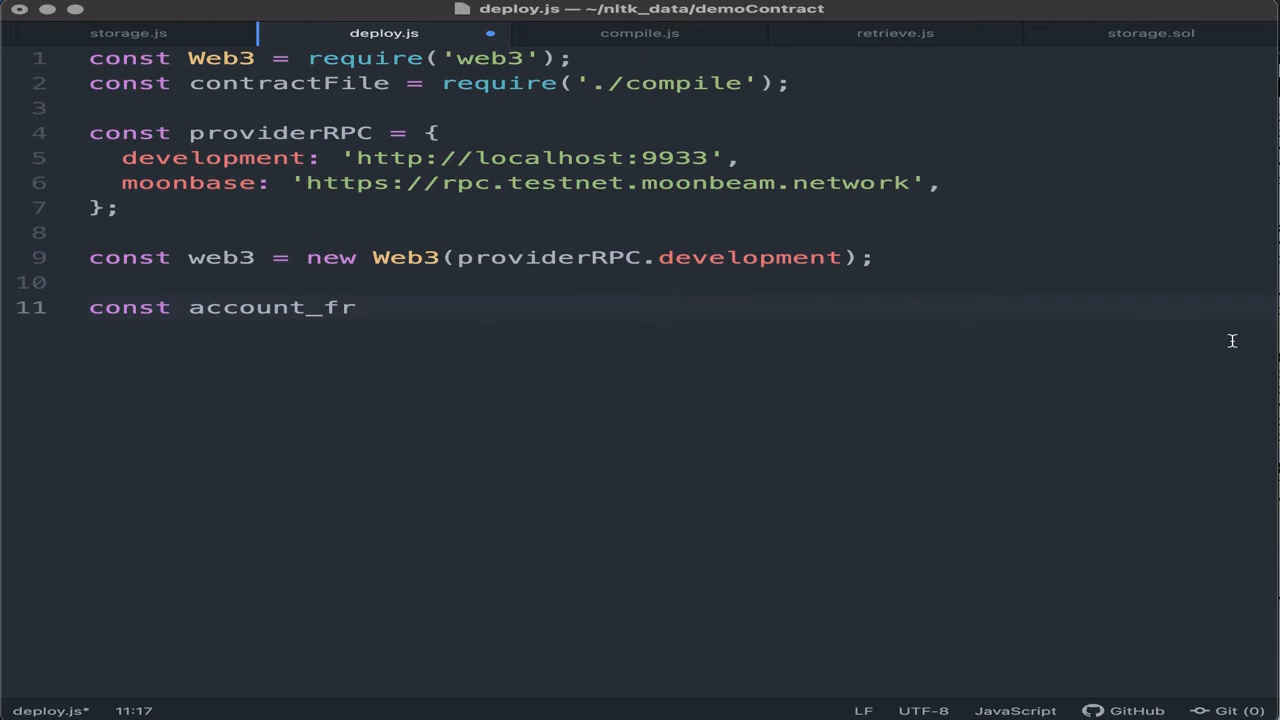 deploy.js — ~/nltk_data/demoContract
storage.js deploy.js compile.js retrieve.js storage.sol
1 const Web3 = require('web3');
2 const contractFile = require('./compile');
3
4 const providerRPC = {
5 development: 'http://localhost:9933',
6 moonbase: 'https://rpc.testnet.moonbeam.network',
7 };
8
9 const web3 = new Web3(providerRPC.development);
10
11 const account_fr
deploy.js* 11:17 LF UTF-8 JavaScript GitHub Git (0)